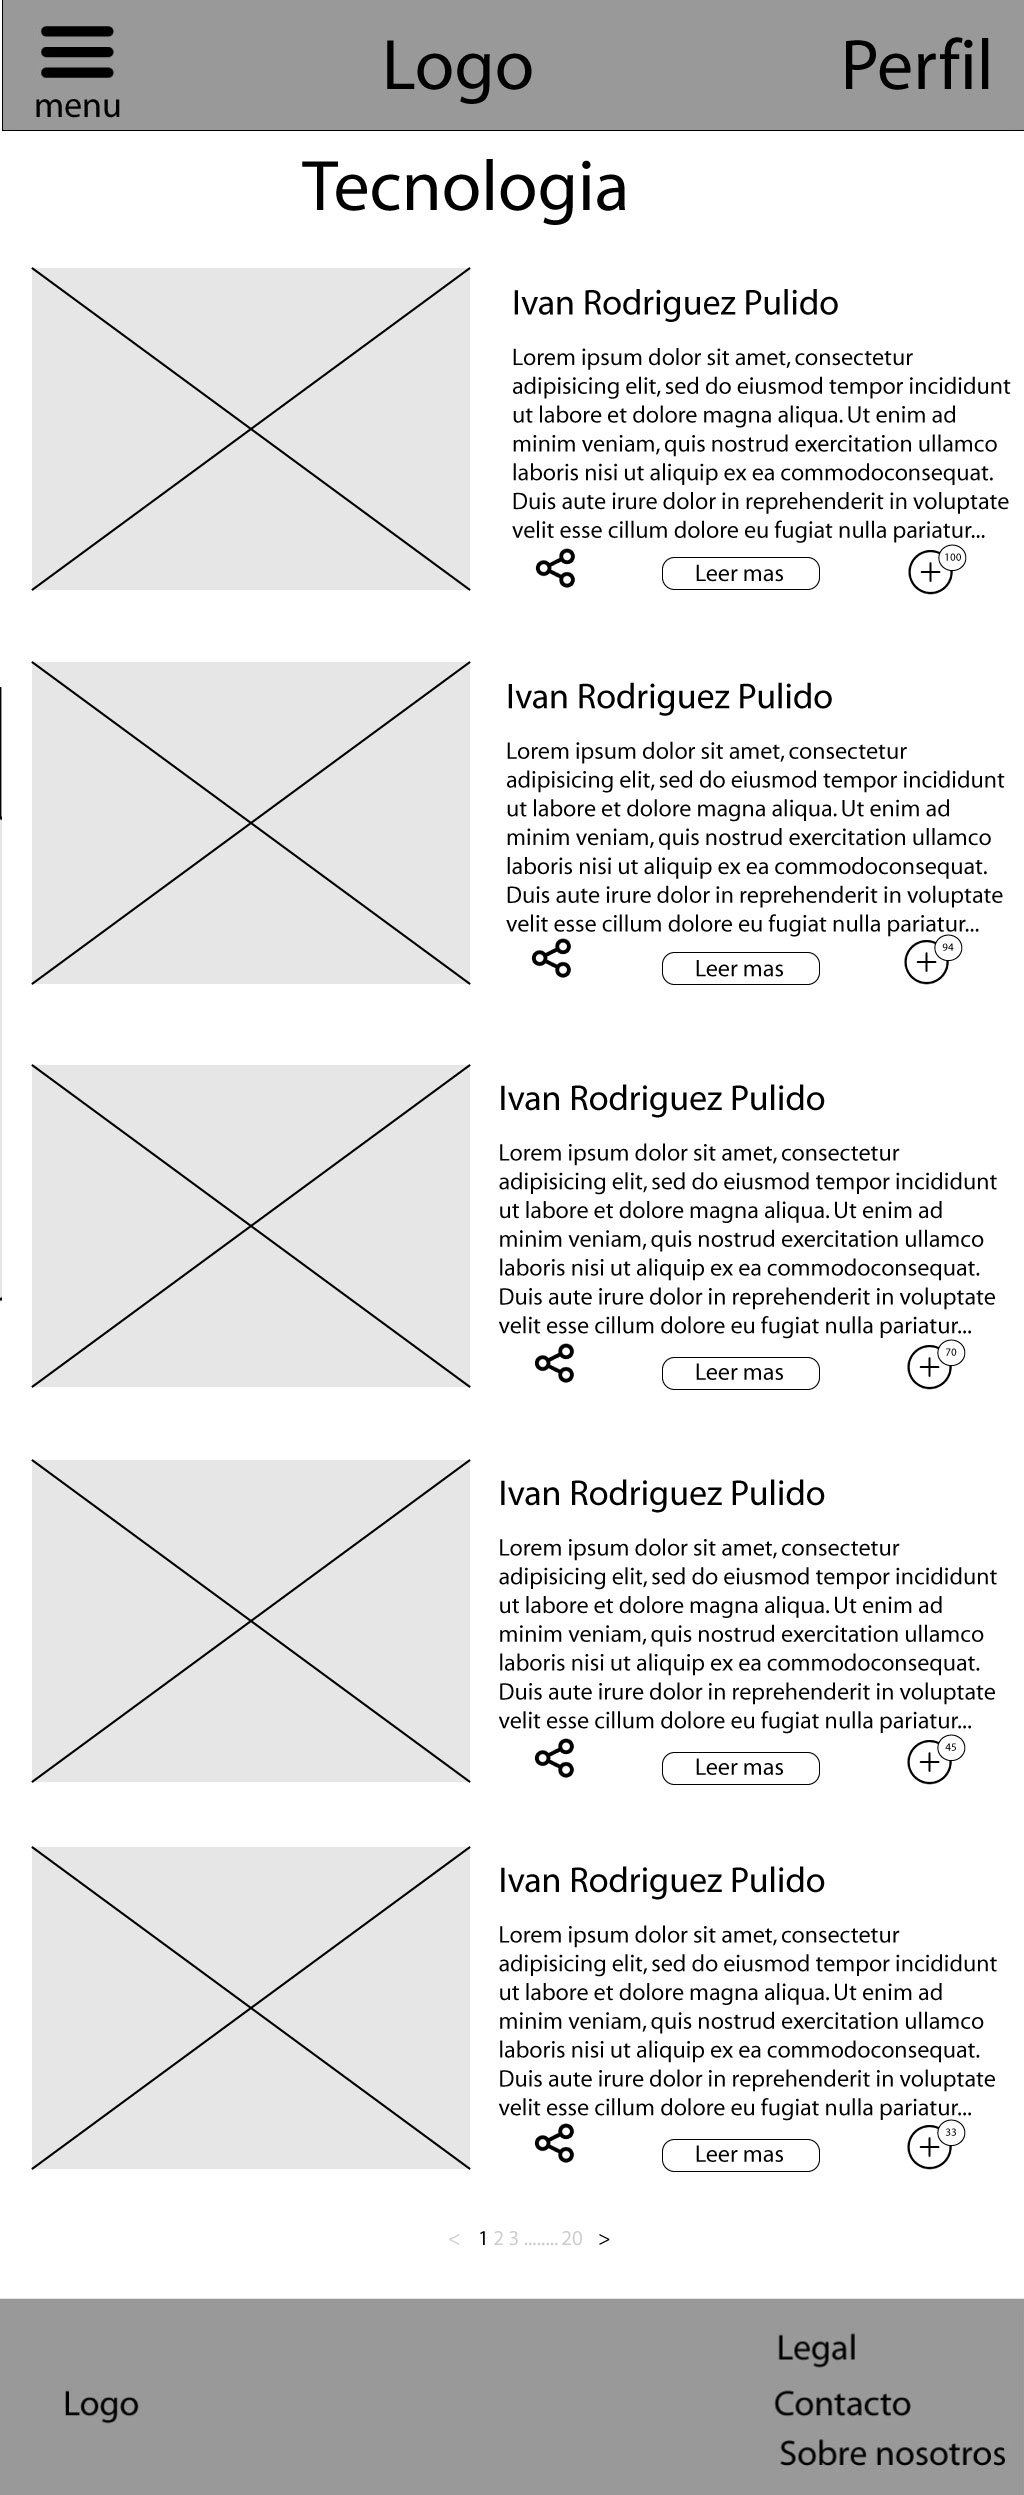 menu
Logo
Perfil
Tecnologia
Ivan Rodriguez Pulido
Lorem ipsum dolor sit amet, consectetur
adipisicing elit, sed do eiusmod tempor incididunt
ut labore et dolore magna aliqua. Ut enim ad
minim veniam, quis nostrud exercitation ullamco
laboris nisi ut aliquip ex ea commodoconsequat.
Duis aute irure dolor in reprehenderit in voluptate
velit esse cillum dolore eu fugiat nulla pariatur...
Leer mas
100
Ivan Rodriguez Pulido
Lorem ipsum dolor sit amet, consectetur
adipisicing elit, sed do eiusmod tempor incididunt
ut labore et dolore magna aliqua. Ut enim ad
minim veniam, quis nostrud exercitation ullamco
laboris nisi ut aliquip ex ea commodoconsequat.
Duis aute irure dolor in reprehenderit in voluptate
velit esse cillum dolore eu fugiat nulla pariatur...
Leer mas
94
Ivan Rodriguez Pulido
Lorem ipsum dolor sit amet, consectetur
adipisicing elit, sed do eiusmod tempor incididunt
ut labore et dolore magna aliqua. Ut enim ad
minim veniam, quis nostrud exercitation ullamco
laboris nisi ut aliquip ex ea commodoconsequat.
Duis aute irure dolor in reprehenderit in voluptate
velit esse cillum dolore eu fugiat nulla pariatur...
Leer mas
70
Ivan Rodriguez Pulido
Lorem ipsum dolor sit amet, consectetur
adipisicing elit, sed do eiusmod tempor incididunt
ut labore et dolore magna aliqua. Ut enim ad
minim veniam, quis nostrud exercitation ullamco
laboris nisi ut aliquip ex ea commodoconsequat.
Duis aute irure dolor in reprehenderit in voluptate
velit esse cillum dolore eu fugiat nulla pariatur...
Leer mas
45
Ivan Rodriguez Pulido
Lorem ipsum dolor sit amet, consectetur
adipisicing elit, sed do eiusmod tempor incididunt
ut labore et dolore magna aliqua. Ut enim ad
minim veniam, quis nostrud exercitation ullamco
laboris nisi ut aliquip ex ea commodoconsequat.
Duis aute irure dolor in reprehenderit in voluptate
velit esse cillum dolore eu fugiat nulla pariatur...
Leer mas
33
< 1 2 3 ........ 20 >
Logo
Legal
Contacto
Sobre nosotros